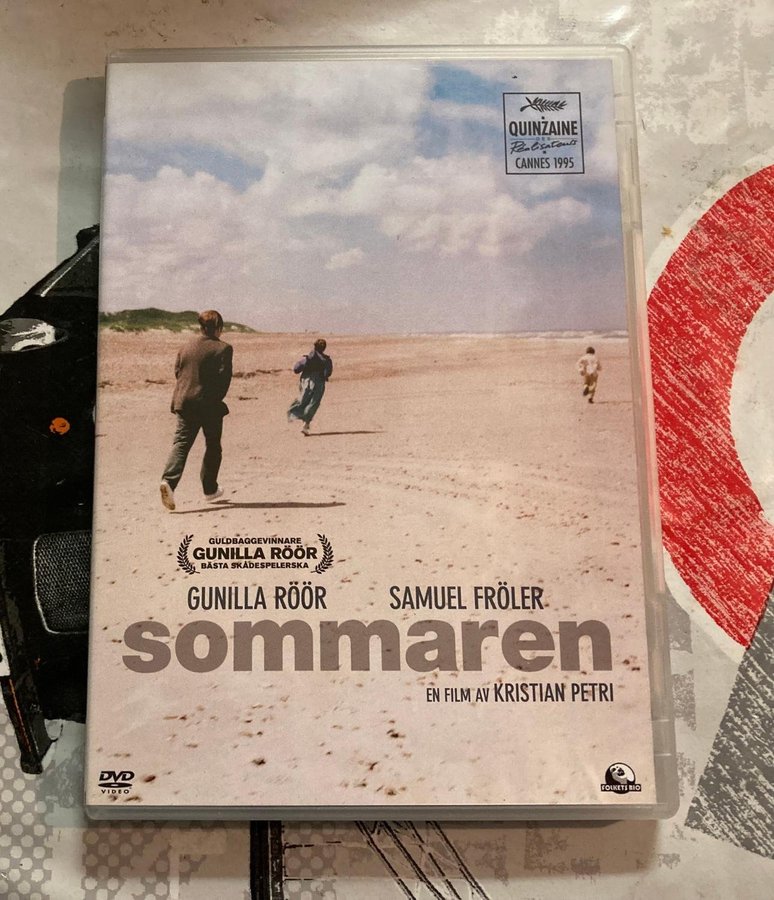 QUINZAINE
DES
Réalisateurs
CANNES 1995
GULDBAGGEVINNARE
GUNILLA RÖÖR
BÄSTA SKÅDESPELERSKA
GUNILLA RÖÖR SAMUEL FRÖLER
sommaren
EN FILM AV KRISTIAN PETRI
DVD
VIDEO
FOLKETS BIO